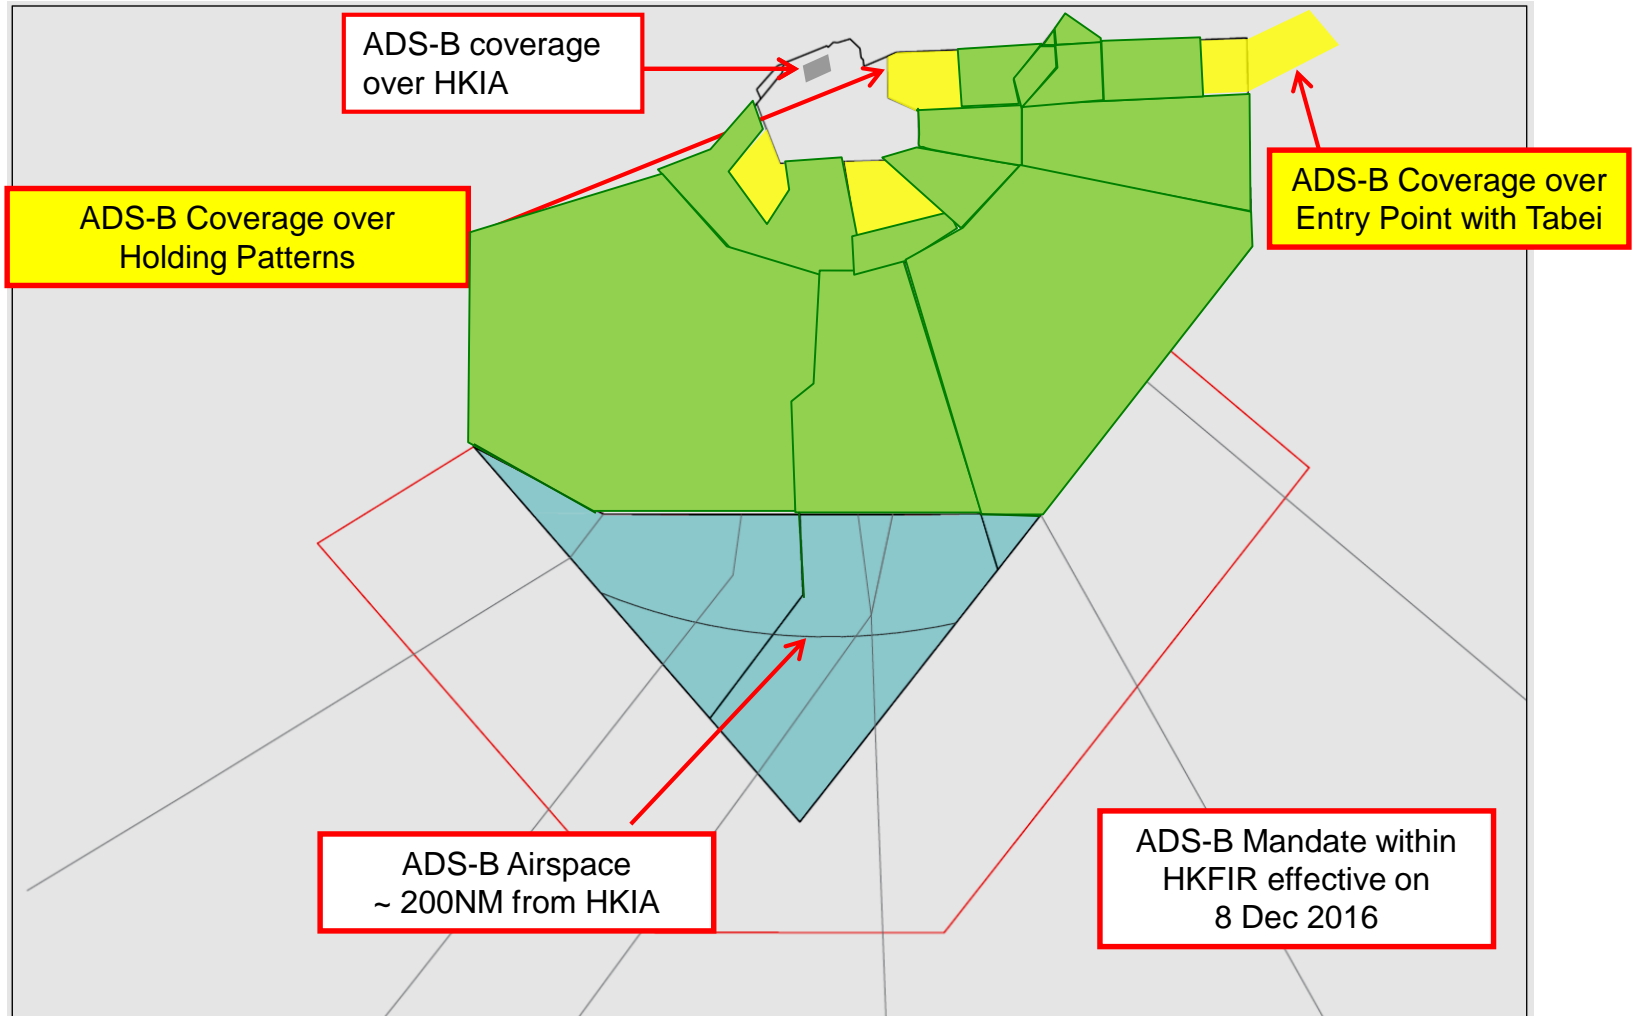 ADS-B coverage
over HKIA
ADS-B Coverage over
Holding Patterns
ADS-B Coverage over
Entry Point with Tabei
ADS-B Airspace
~ 200NM from HKIA
ADS-B Mandate within
HKFIR effective on
8 Dec 2016